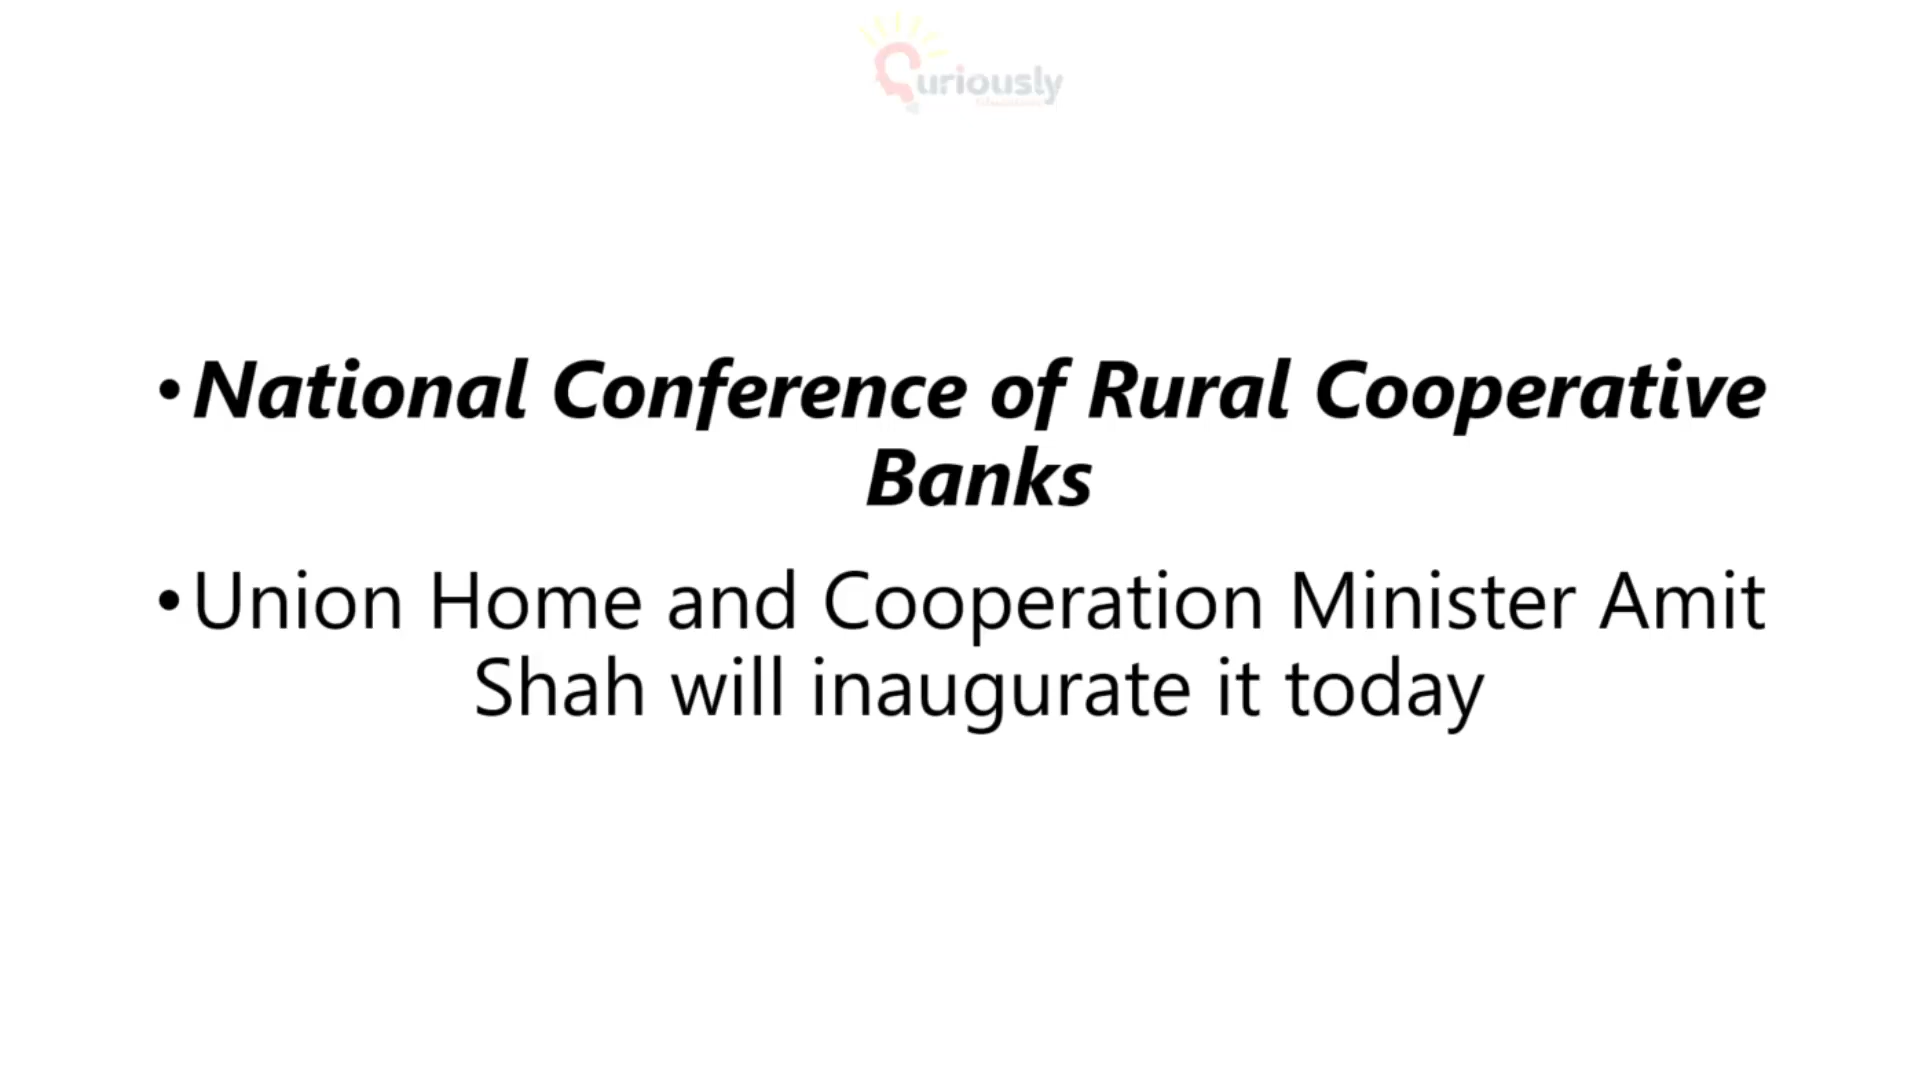 Curiously
•National Conference of Rural Cooperative
Banks
•Union Home and Cooperation Minister Amit
Shah will inaugurate it today